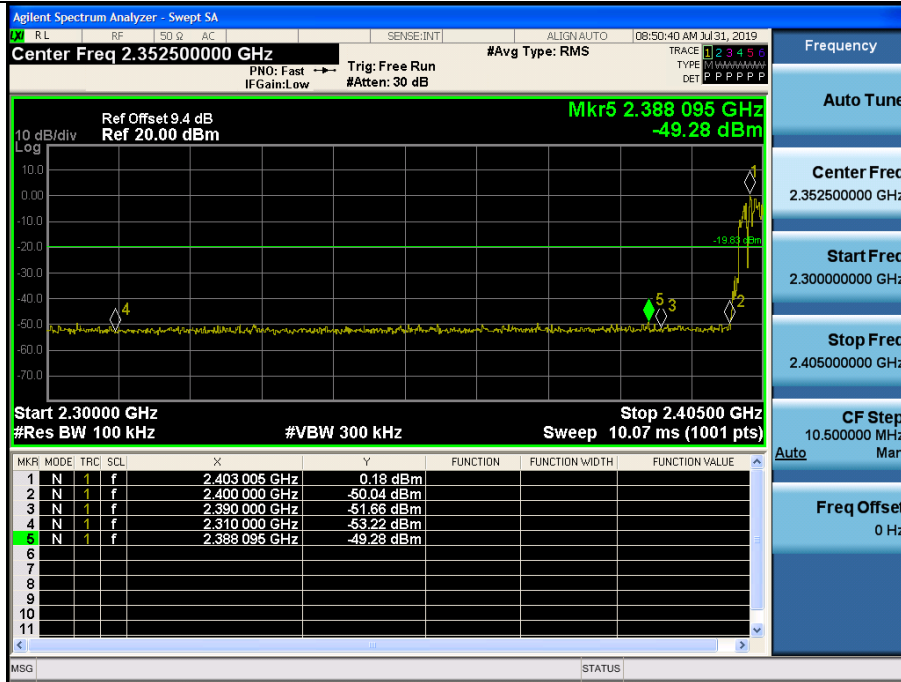 Agilent Spectrum Analyzer - Swept SA
LXI RL RF 50 Ω AC SENSE:INT ALIGN AUTO 08:50:40 AM Jul 31, 2019
Center Freq 2.352500000 GHz #Avg Type: RMS TRACE 1 2 3 4 5 6
PNO: Fast Trig: Free Run TYPE M W W W W W
IFGain:Low #Atten: 30 dB DET P P P P P P
Mkr5 2.388 095 GHz
-49.28 dBm
Ref Offset 9.4 dB
10 dB/div Ref 20.00 dBm
Log
10.0
0.00
-10.0
-20.0
-30.0
-40.0
-50.0
-60.0
-70.0
1
-19.83 dBm
4
5
3
2
Start 2.30000 GHz Stop 2.40500 GHz
#Res BW 100 kHz #VBW 300 kHz Sweep 10.07 ms (1001 pts)
MKR MODE TRC SCL X Y FUNCTION FUNCTION WIDTH FUNCTION VALUE
1 N 1 f 2.403 005 GHz 0.18 dBm
2 N 1 f 2.400 000 GHz -50.04 dBm
3 N 1 f 2.390 000 GHz -51.66 dBm
4 N 1 f 2.310 000 GHz -53.22 dBm
5 N 1 f 2.388 095 GHz -49.28 dBm
6
7
8
9
10
11
MSG STATUS
Frequency
Auto Tune
Center Freq
2.352500000 GHz
Start Freq
2.300000000 GHz
Stop Freq
2.405000000 GHz
CF Step
10.500000 MHz
Auto Man
Freq Offset
0 Hz